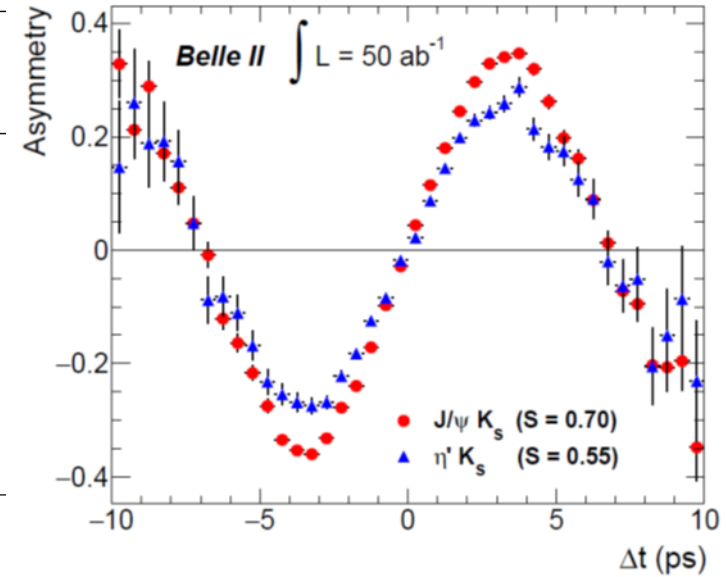 Asymmetry
0.4
0.2
0
−0.2
−0.4
Belle II ∫ L = 50 ab⁻¹
J/ψ Kₛ (S = 0.70)
η' Kₛ (S = 0.55)
−10 −5 0 5 10
Δt (ps)